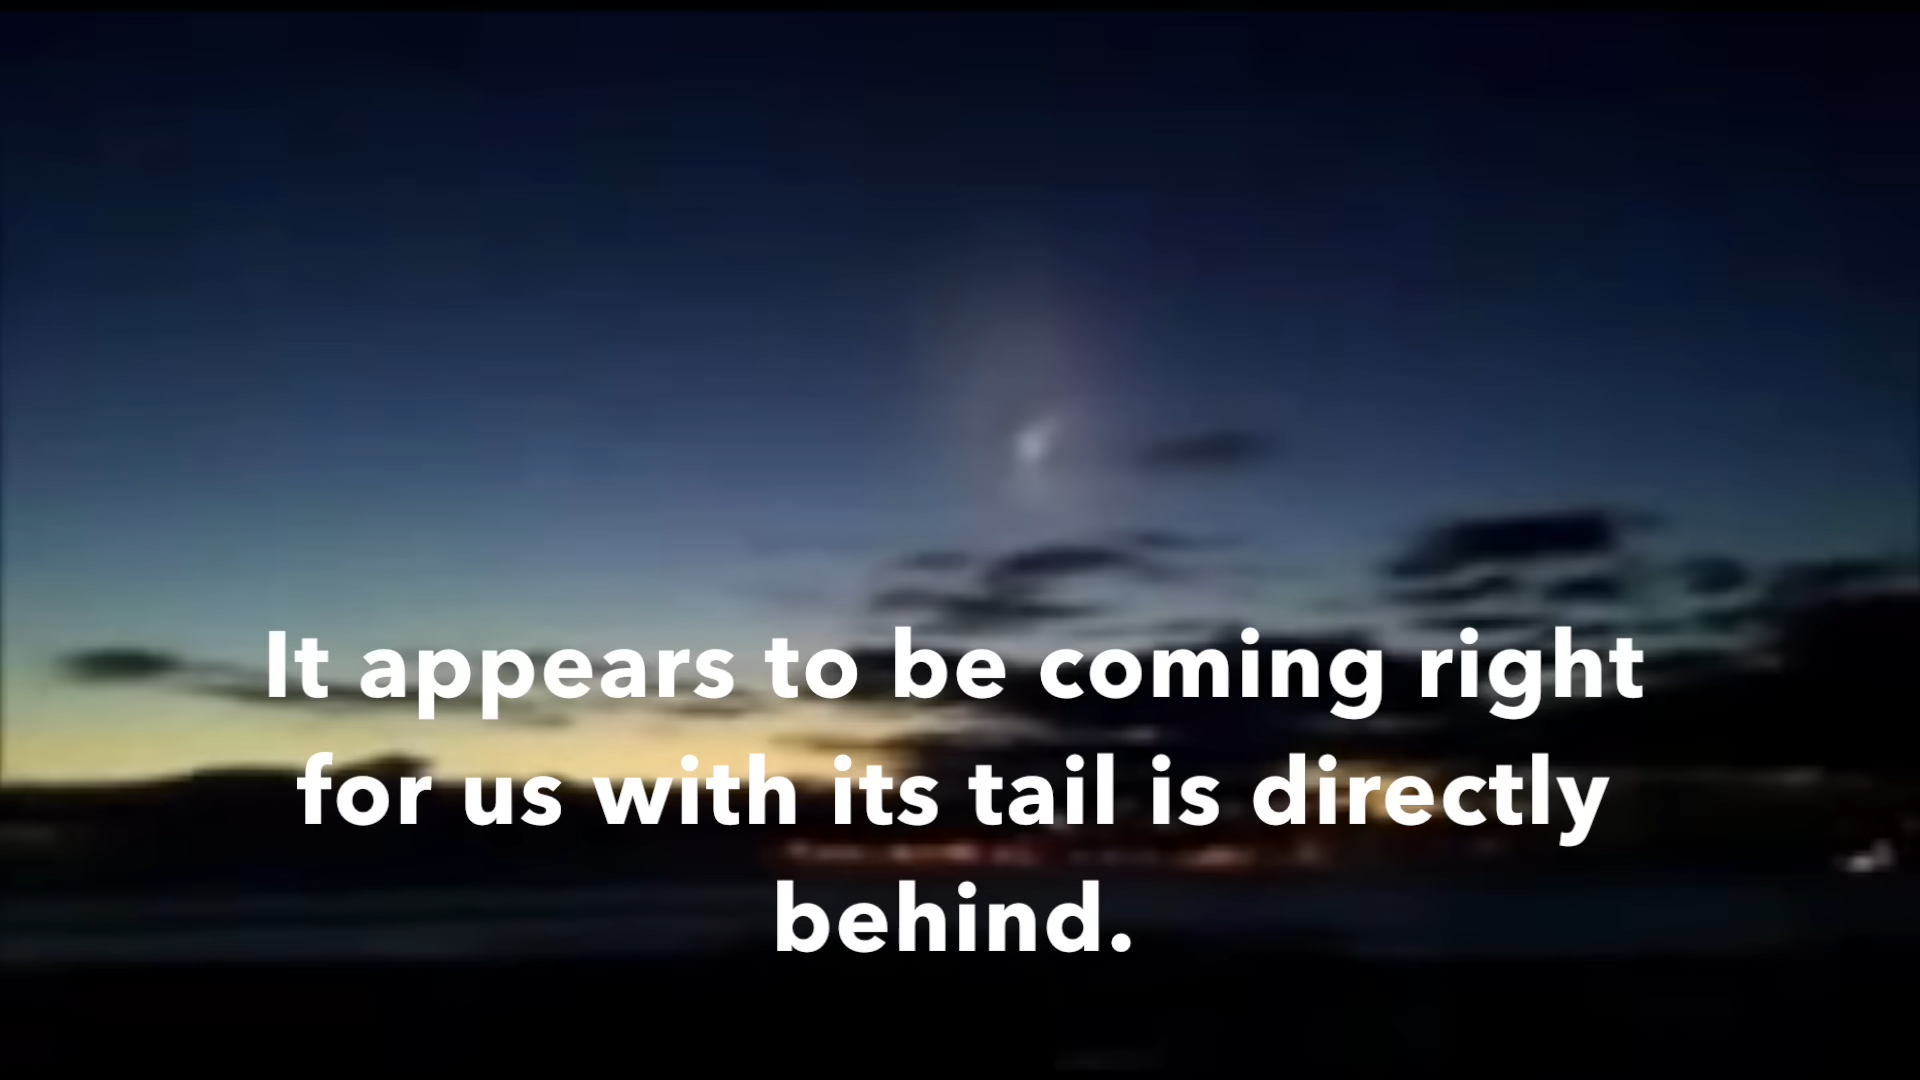 It appears to be coming right
for us with its tail is directly
behind.